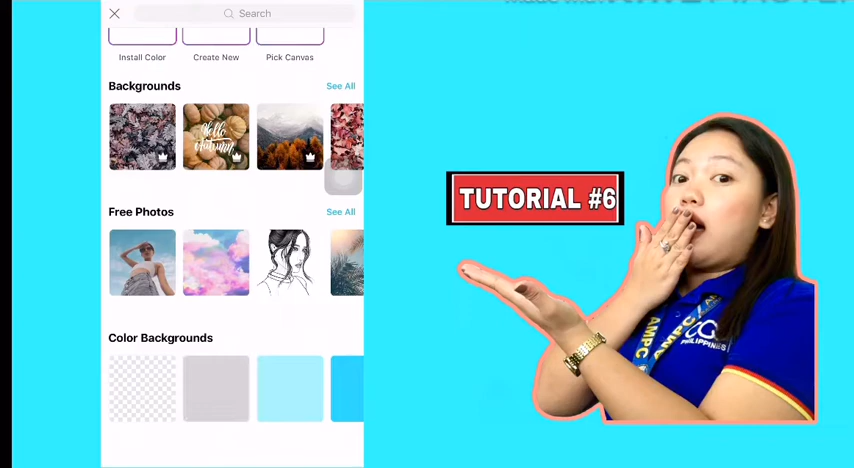 Search
Install Color
Create New
Pick Canvas
Backgrounds
See All
Hello
Autumn
Free Photos
See All
Color Backgrounds
TUTORIAL #6
AMPC
AMPC
PHILIPPINES